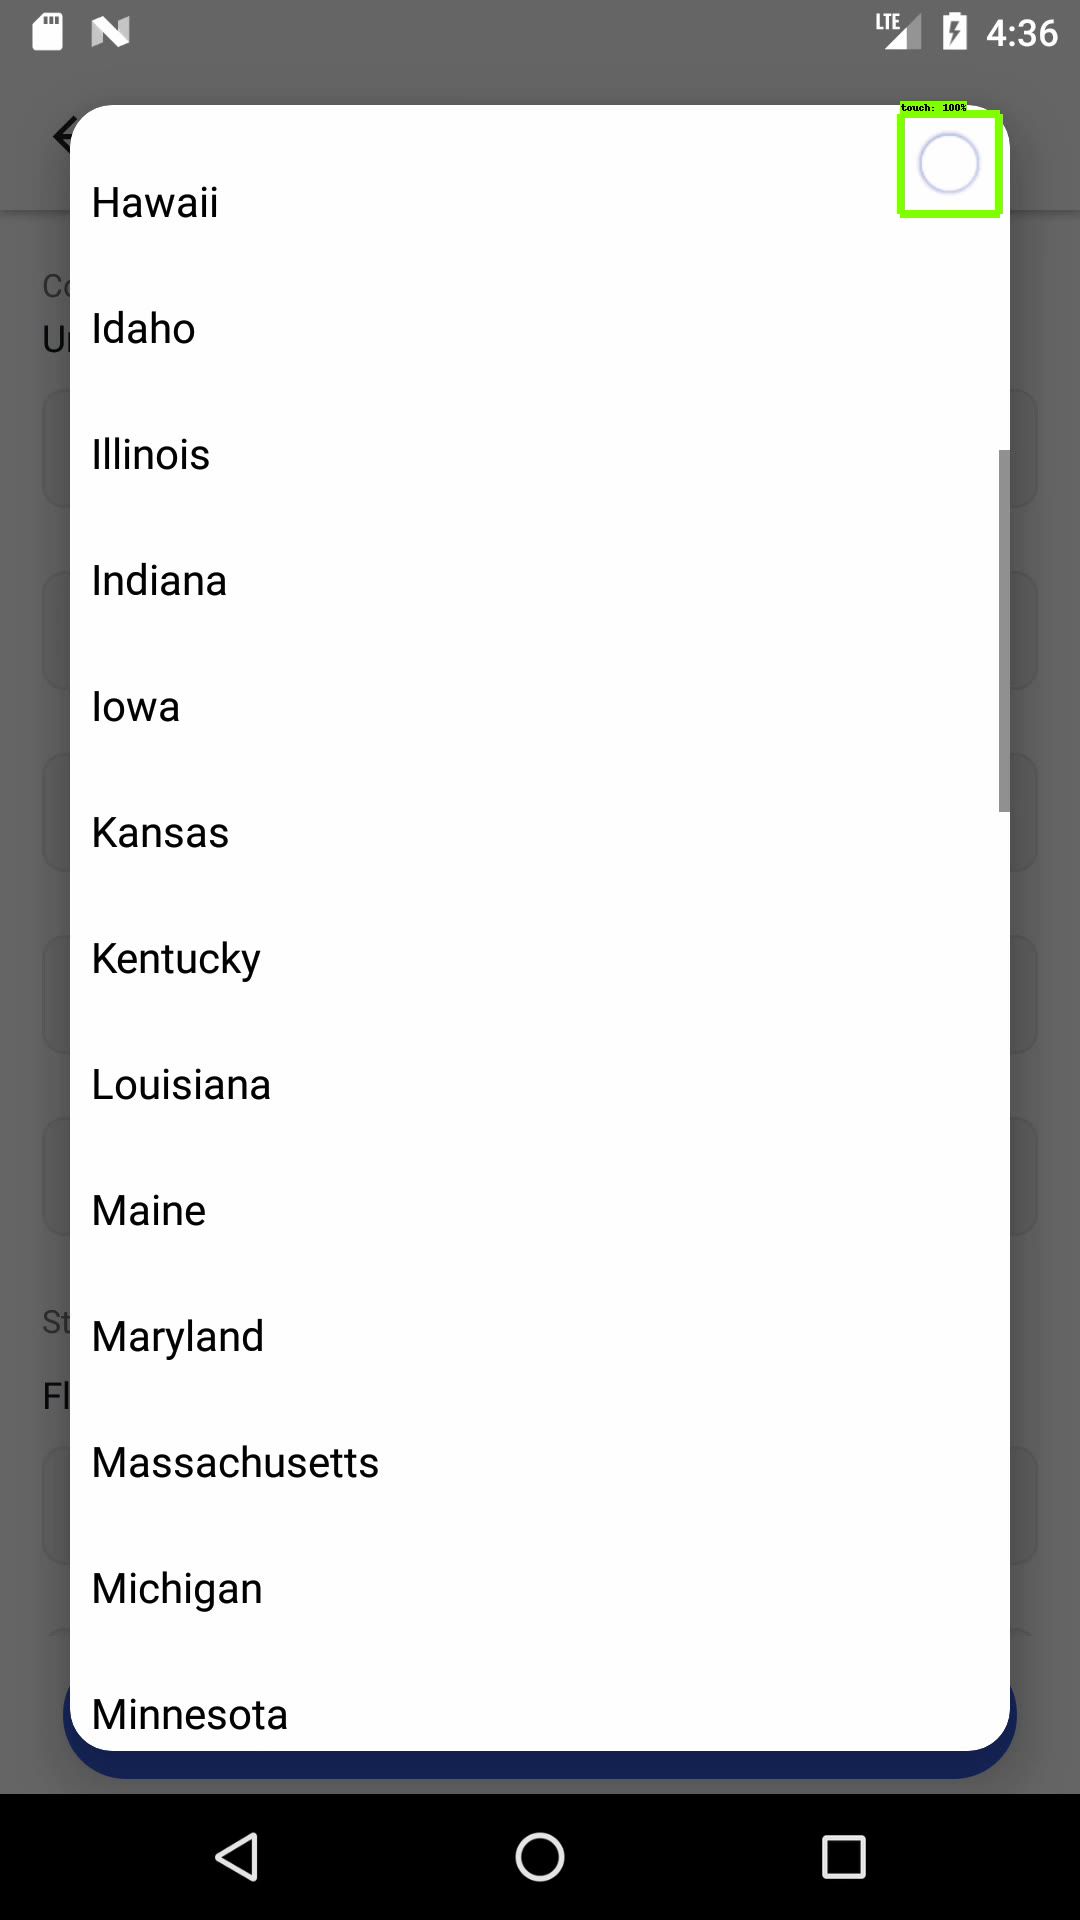 LTE 4:36
touch: 100%
Hawaii
Co
Idaho
Illinois
Indiana
Iowa
Kansas
Kentucky
Louisiana
Maine
St
Maryland
Fl
Massachusetts
Michigan
Minnesota